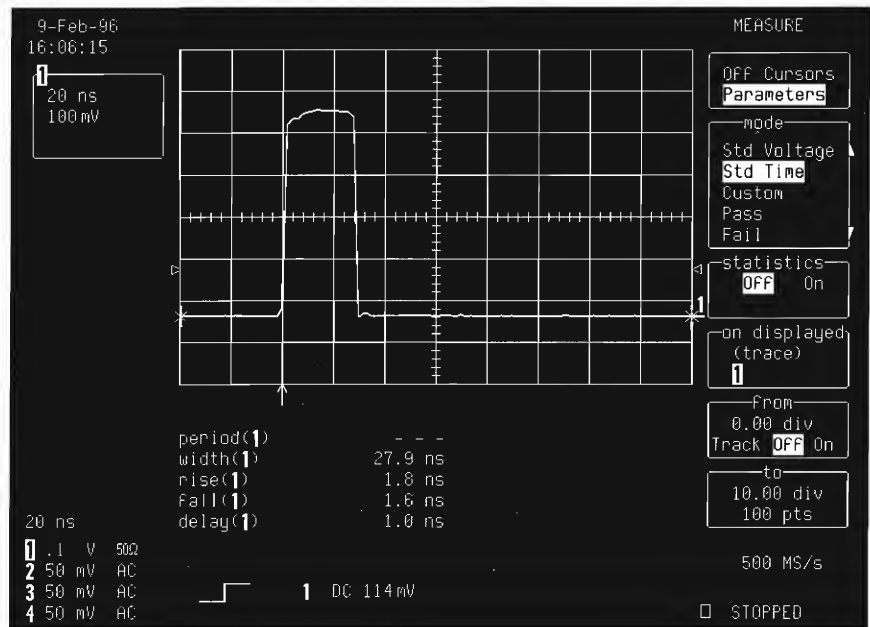 9-Feb-96
16:06:15
1
20 ns
100mV
MEASURE
Off Cursors
Parameters
mode
Std Voltage
Std Time
Custom
Pass
Fail
statistics
Off On
1
on displayed
(trace)
1
from
0.00 div
Track Off On
to
10.00 div
100 pts
period(1) - - -
width(1) 27.9 ns
rise(1) 1.8 ns
fall(1) 1.6 ns
delay(1) 1.0 ns
20 ns
1 .1 V 50Ω
2 50 mV AC
3 50 mV AC
4 50 mV AC
1 DC 114mV
500 MS/s
STOPPED